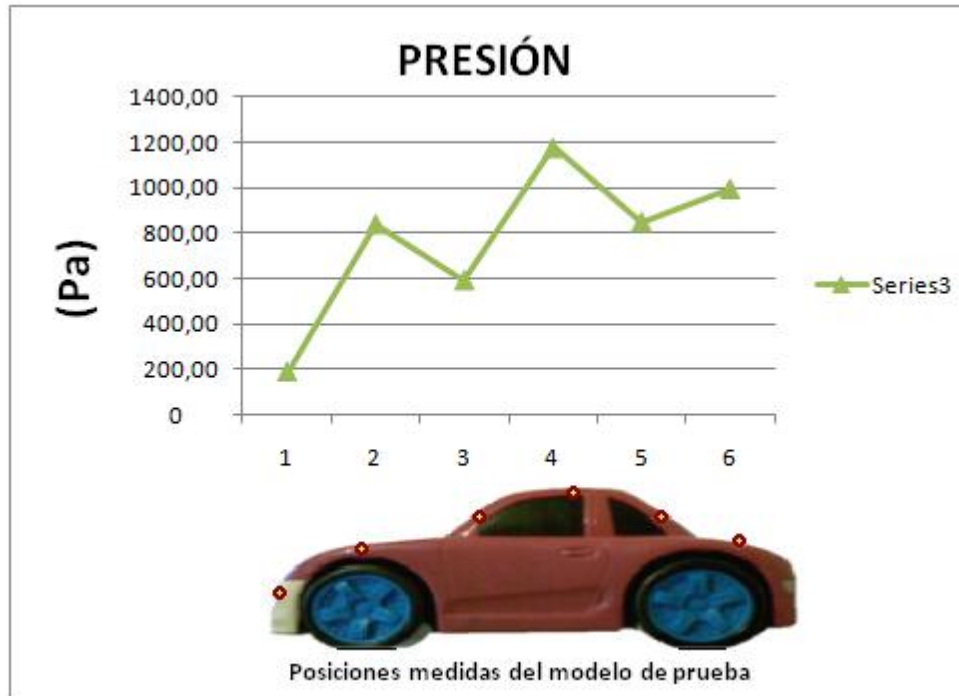 PRESIÓN
(Pa)
1400,00
1200,00
1000,00
800,00
600,00
400,00
200,00
0
1 2 3 4 5 6
Series3
Posiciones medidas del modelo de prueba